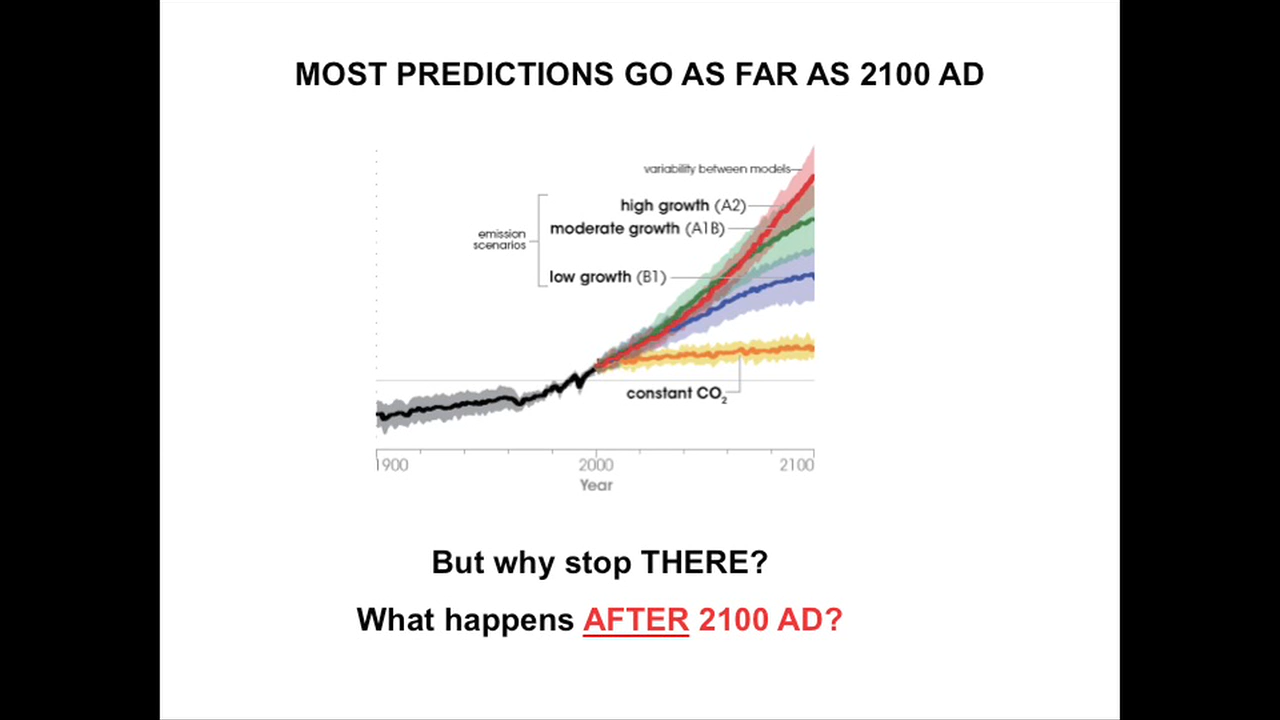 MOST PREDICTIONS GO AS FAR AS 2100 AD
variability between models
high growth (A2)
emission
scenarios
moderate growth (A1B)
low growth (B1)
constant CO₂
1900
2000
2100
Year
But why stop THERE?
What happens AFTER 2100 AD?